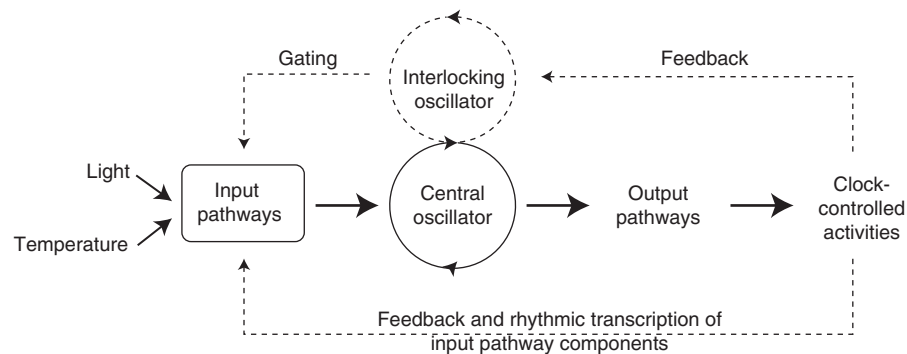 Gating
Interlocking
oscillator
Feedback
Light
Temperature
Input
pathways
Central
oscillator
Output
pathways
Clock-
controlled
activities
Feedback and rhythmic transcription of
input pathway components